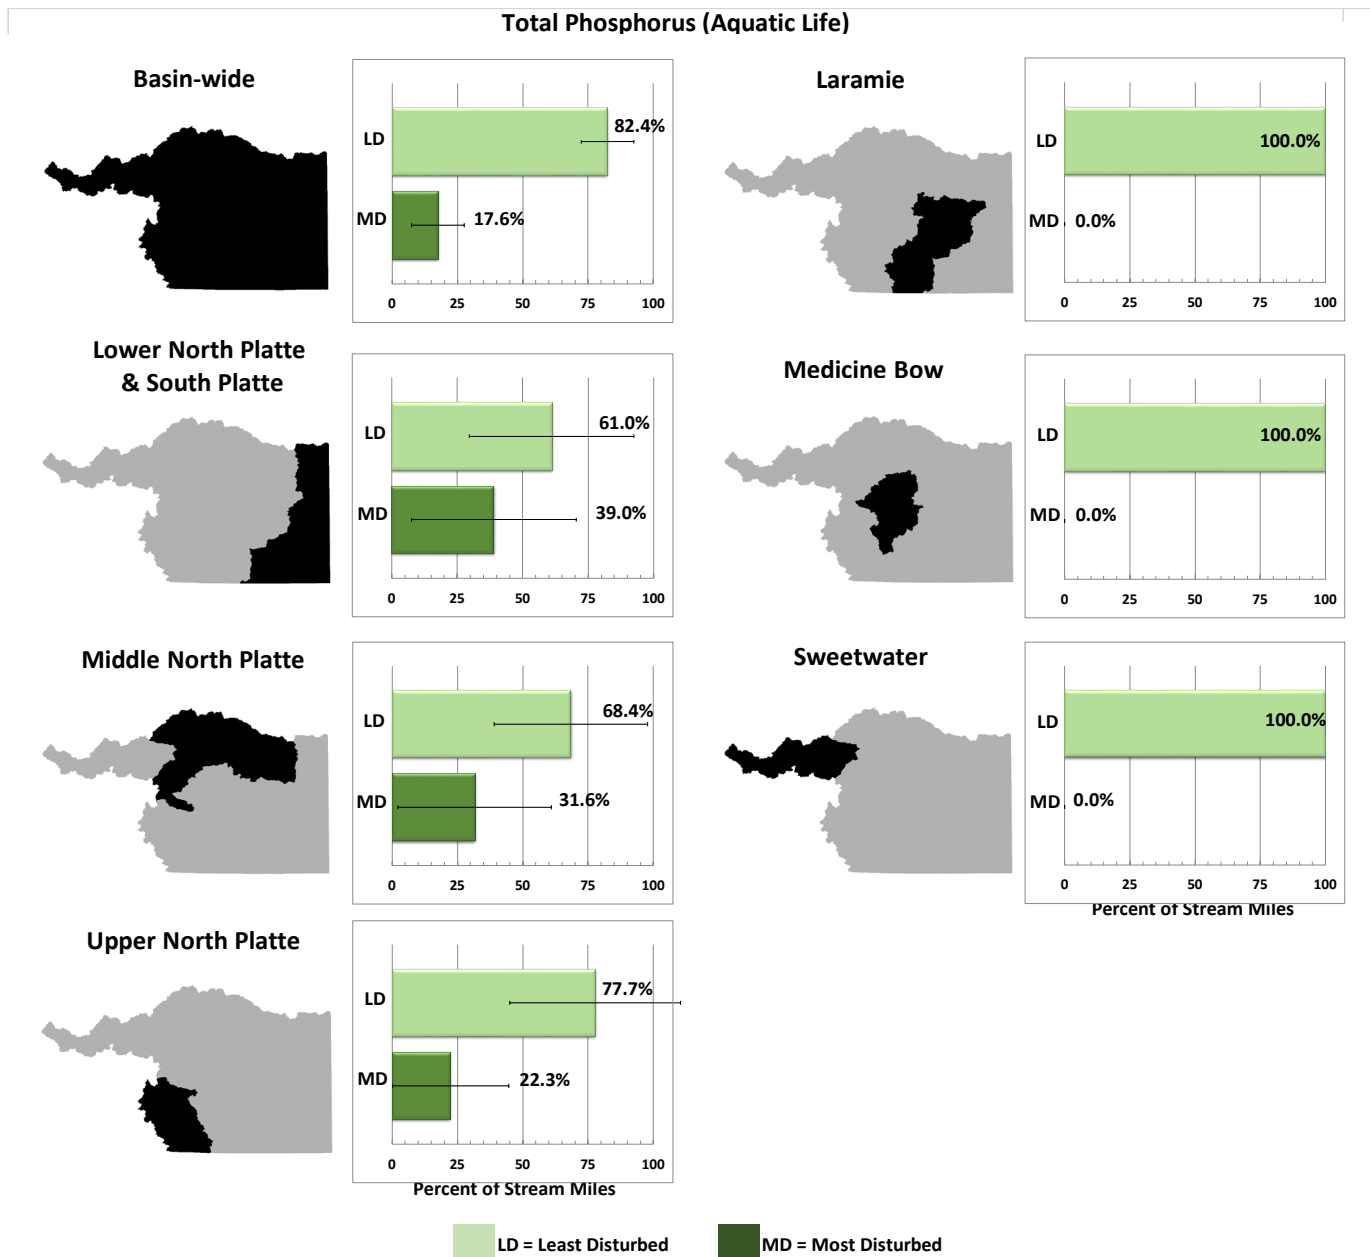 Total Phosphorus (Aquatic Life)
Basin-wide
LD
82.4%
MD
17.6%
0 25 50 75 100
Laramie
LD
100.0%
MD
0.0%
0 25 50 75 100
Lower North Platte
& South Platte
LD
61.0%
MD
39.0%
0 25 50 75 100
Medicine Bow
LD
100.0%
MD
0.0%
0 25 50 75 100
Middle North Platte
LD
68.4%
MD
31.6%
0 25 50 75 100
Sweetwater
LD
100.0%
MD
0.0%
0 25 50 75 100
Percent of Stream Miles
Upper North Platte
LD
77.7%
MD
22.3%
0 25 50 75 100
Percent of Stream Miles
LD = Least Disturbed
MD = Most Disturbed